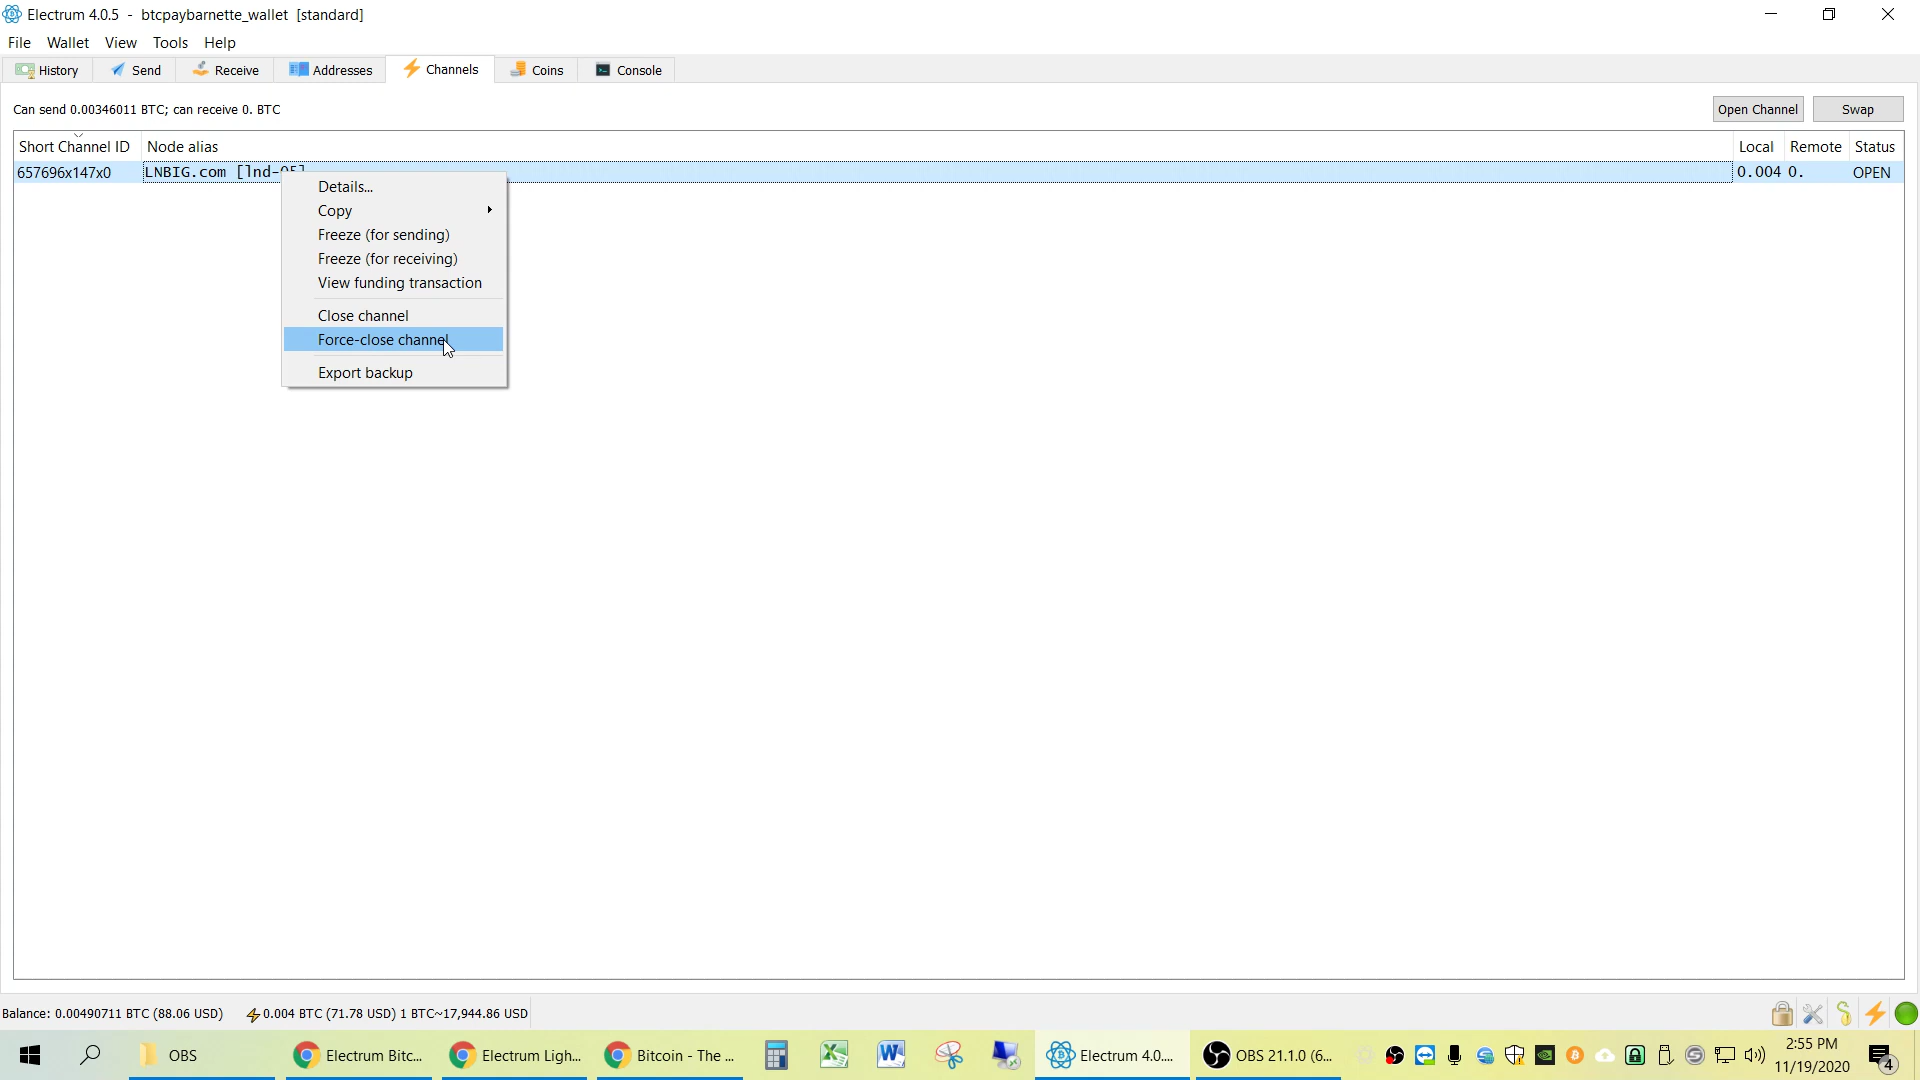 Electrum 4.0.5 - btcpaybarnette_wallet [standard]
File Wallet View Tools Help
History Send Receive Addresses Channels Coins Console
Can send 0.00346011 BTC; can receive 0. BTC
Open Channel Swap
Short Channel ID Node alias Local Remote Status
657696x147x0 LNBIG.com [lnd-05] 0.004 0. OPEN
Details...
Copy
Freeze (for sending)
Freeze (for receiving)
View funding transaction
Close channel
Force-close channel
Export backup
Balance: 0.00490711 BTC (88.06 USD) 0.004 BTC (71.78 USD) 1 BTC~17,944.86 USD
OBS Electrum Bitc... Electrum Ligh... Bitcoin - The ... Electrum 4.0.... OBS 21.1.0 (6...
2:55 PM
11/19/2020
4